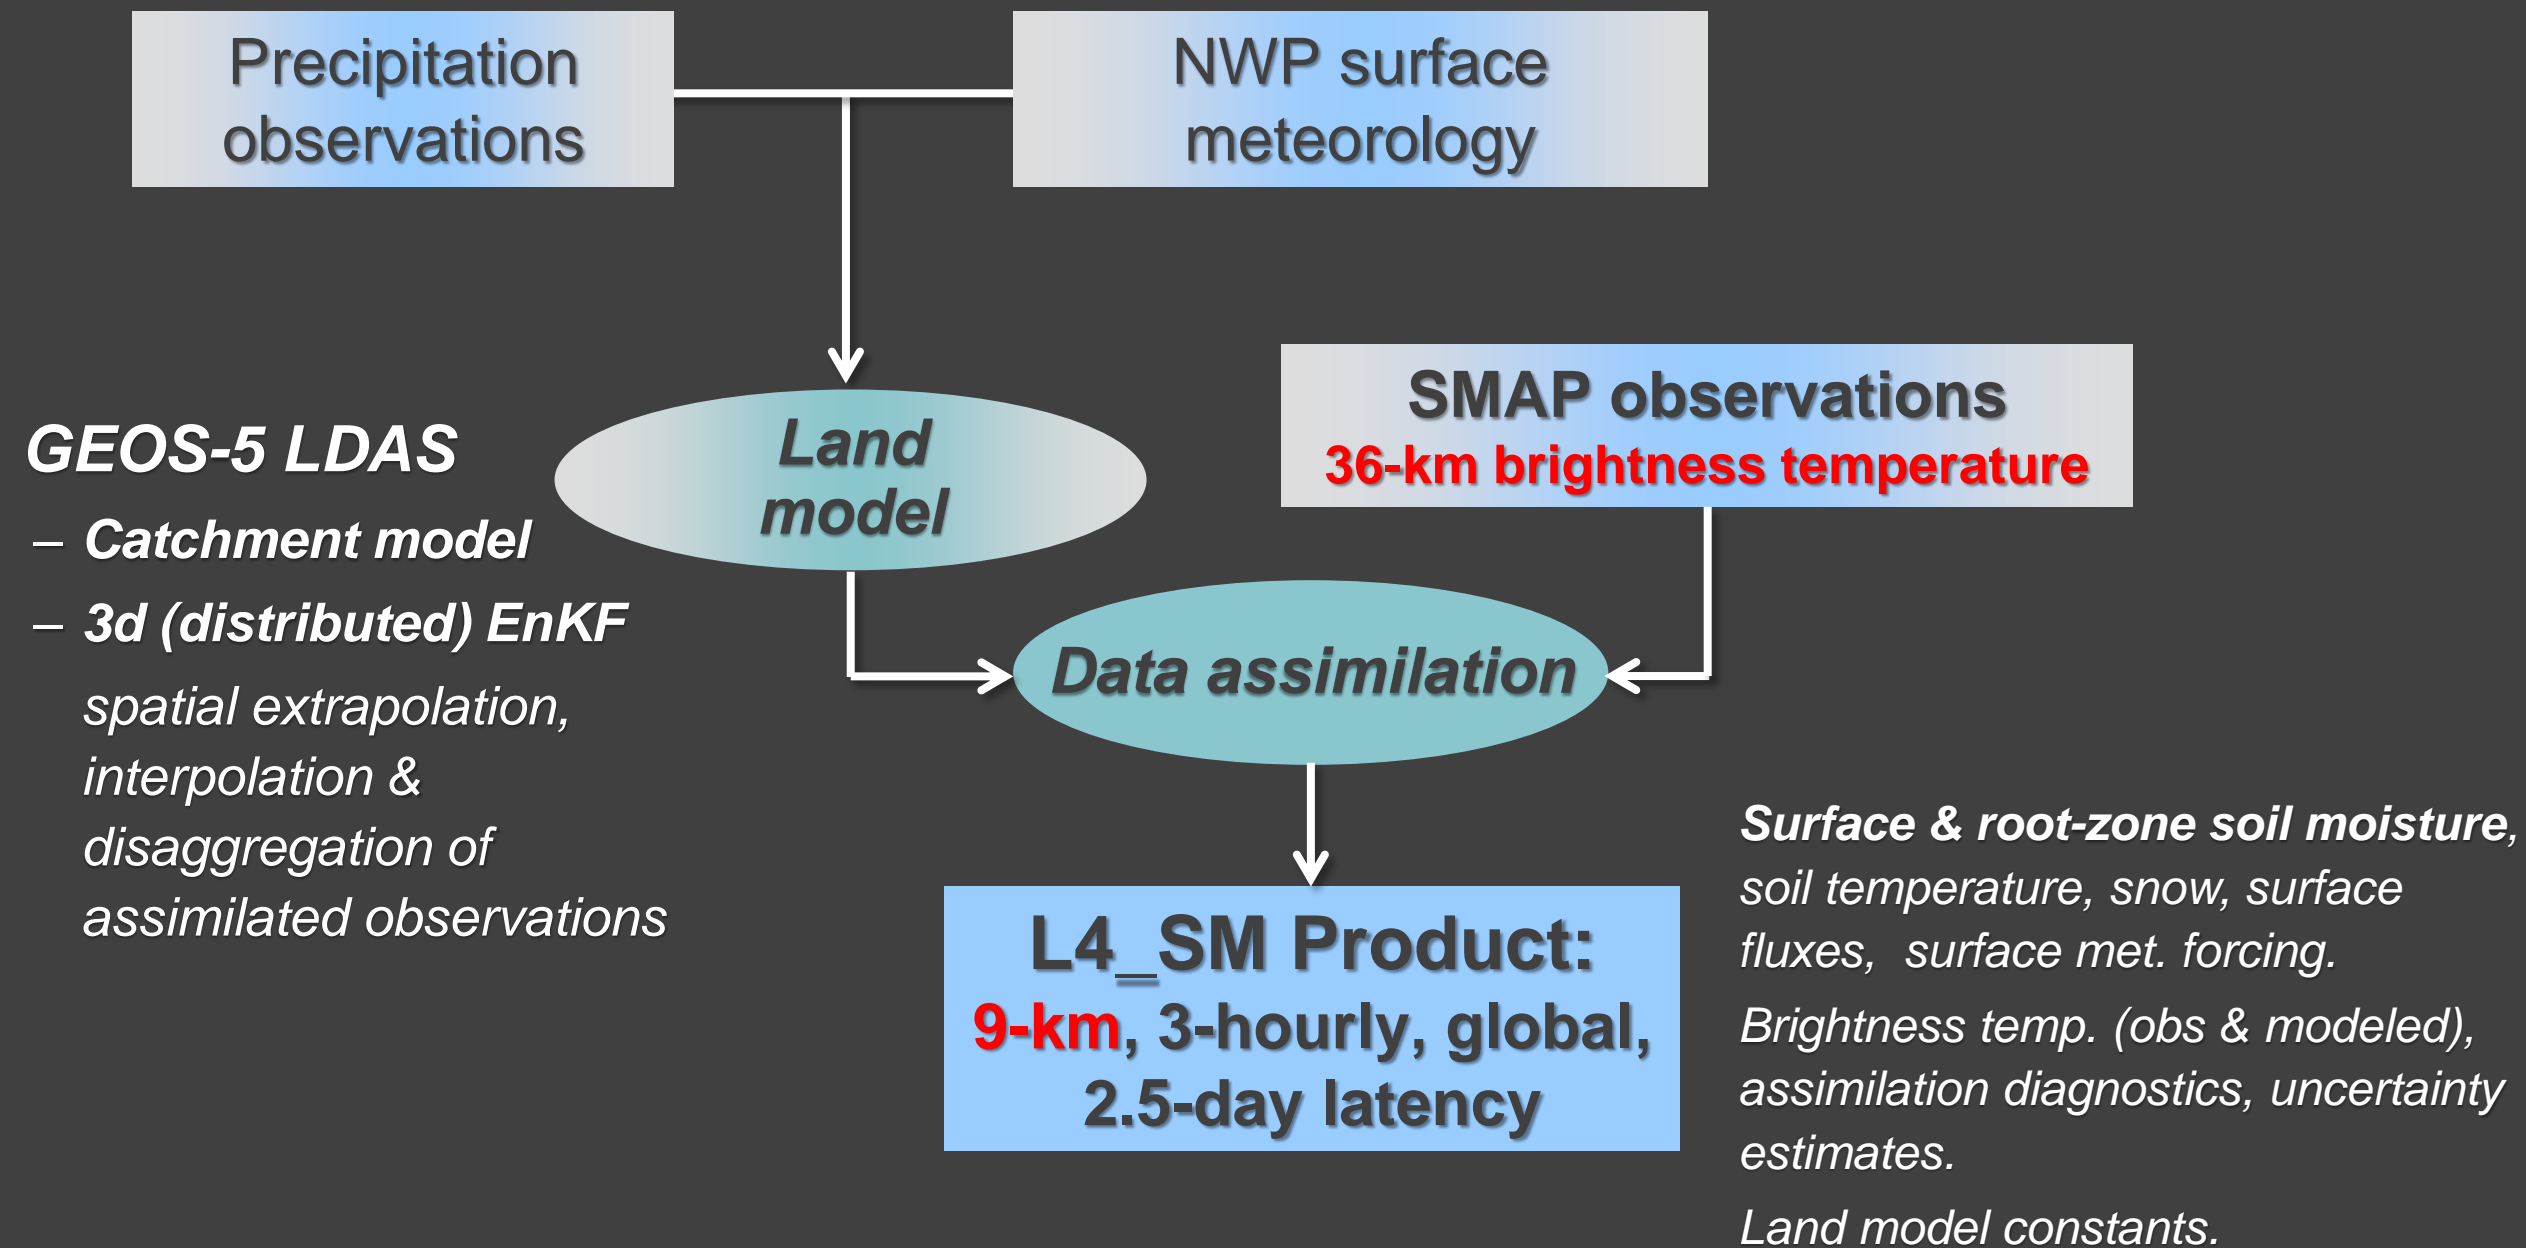 Precipitation
observations
NWP surface
meteorology
Land
model
SMAP observations
36-km brightness temperature
GEOS-5 LDAS
– Catchment model
– 3d (distributed) EnKF
spatial extrapolation,
interpolation &
disaggregation of
assimilated observations
Data assimilation
L4_SM Product:
9-km, 3-hourly, global,
2.5-day latency
Surface & root-zone soil moisture,
soil temperature, snow, surface
fluxes, surface met. forcing.
Brightness temp. (obs & modeled),
assimilation diagnostics, uncertainty
estimates.
Land model constants.